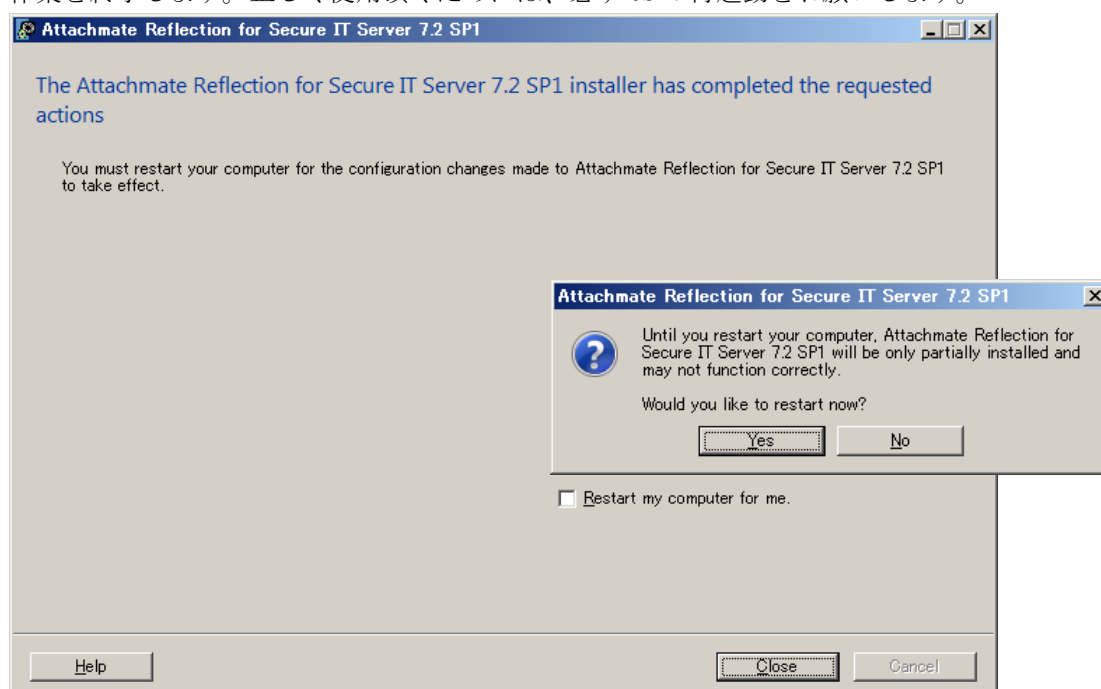 Attachmate Reflection for Secure IT Server 7.2 SP1
The Attachmate Reflection for Secure IT Server 7.2 SP1 installer has completed the requested
actions
You must restart your computer for the configuration changes made to Attachmate Reflection for Secure IT Server 7.2 SP1
to take effect.
Attachmate Reflection for Secure IT Server 7.2 SP1
Until you restart your computer, Attachmate Reflection for
Secure IT Server 7.2 SP1 will be only partially installed and
may not function correctly.
Would you like to restart now?
Yes
No
Restart my computer for me.
Help
Close
Cancel